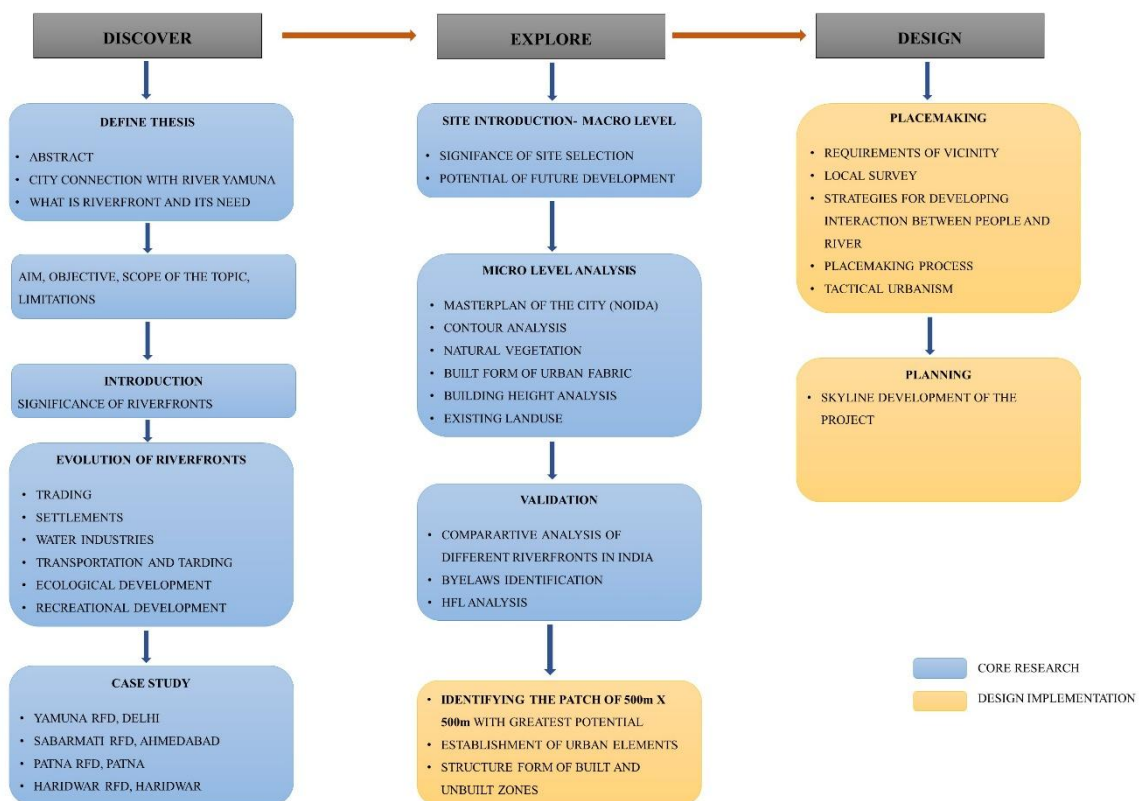 DISCOVER
EXPLORE
DESIGN
DEFINE THESIS
• ABSTRACT
• CITY CONNECTION WITH RIVER YAMUNA
• WHAT IS RIVERFRONT AND ITS NEED
AIM, OBJECTIVE, SCOPE OF THE TOPIC,
LIMITATIONS
INTRODUCTION
SIGNIFICANCE OF RIVERFRONTS
EVOLUTION OF RIVERFRONTS
• TRADING
• SETTLEMENTS
• WATER INDUSTRIES
• TRANSPORTATION AND TARDING
• ECOLOGICAL DEVELOPMENT
• RECREATIONAL DEVELOPMENT
CASE STUDY
• YAMUNA RFD, DELHI
• SABARMATI RFD, AHMEDABAD
• PATNA RFD, PATNA
• HARIDWAR RFD, HARIDWAR
SITE INTRODUCTION- MACRO LEVEL
• SIGNIFANCE OF SITE SELECTION
• POTENTIAL OF FUTURE DEVELOPMENT
MICRO LEVEL ANALYSIS
• MASTERPLAN OF THE CITY (NOIDA)
• CONTOUR ANALYSIS
• NATURAL VEGETATION
• BUILT FORM OF URBAN FABRIC
• BUILDING HEIGHT ANALYSIS
• EXISTING LANDUSE
VALIDATION
• COMPARARTIVE ANALYSIS OF
DIFFERENT RIVERFRONTS IN INDIA
• BYELAWS IDENTIFICATION
• HFL ANALYSIS
• IDENTIFYING THE PATCH OF 500m X
500m WITH GREATEST POTENTIAL
• ESTABLISHMENT OF URBAN ELEMENTS
• STRUCTURE FORM OF BUILT AND
UNBUILT ZONES
PLACEMAKING
• REQUIREMENTS OF VICINITY
• LOCAL SURVEY
• STRATEGIES FOR DEVELOPING
INTERACTION BETWEEN PEOPLE AND
RIVER
• PLACEMAKING PROCESS
• TACTICAL URBANISM
PLANNING
• SKYLINE DEVELOPMENT OF THE
PROJECT
CORE RESEARCH
DESIGN IMPLEMENTATION